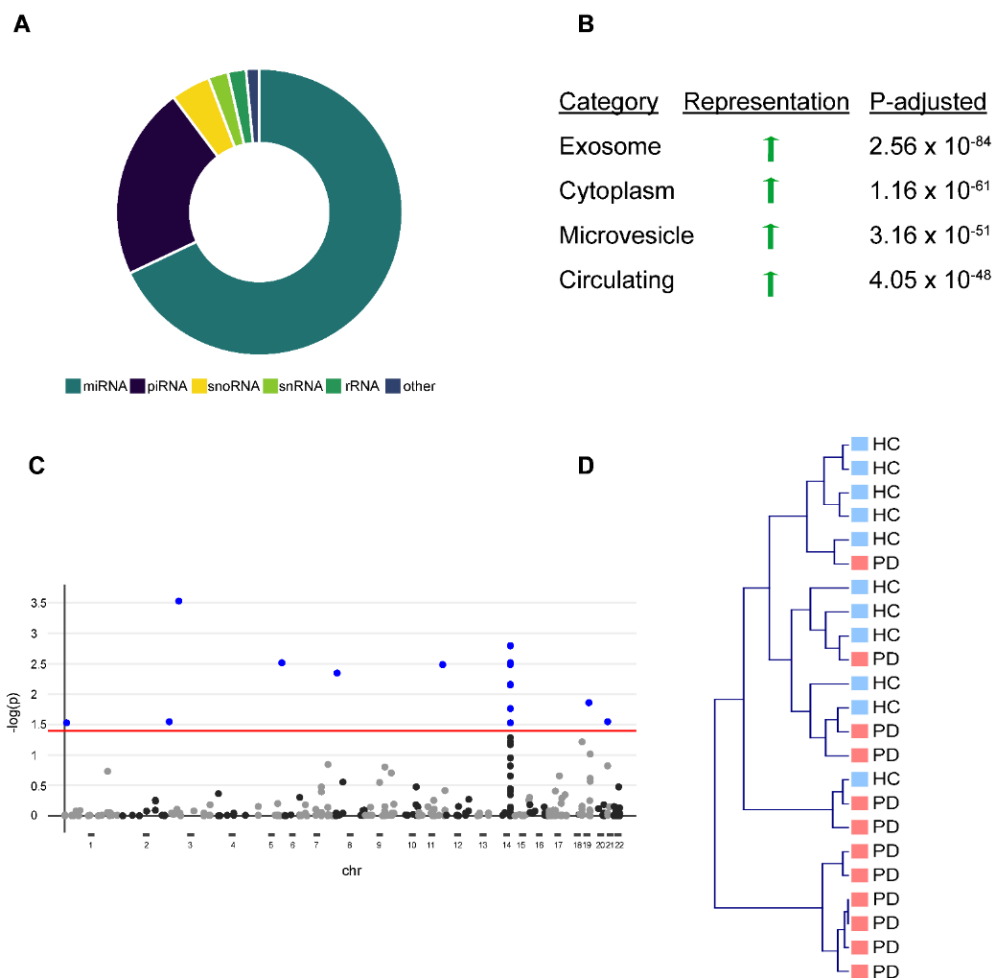 A
miRNA piRNA snoRNA snRNA rRNA other
B
Category Representation P-adjusted
Exosome 2.56 x 10⁻⁸⁴
Cytoplasm 1.16 x 10⁻⁶¹
Microvesicle 3.16 x 10⁻⁵¹
Circulating 4.05 x 10⁻⁴⁸
C
-log(p)
3.5
3
2.5
2
1.5
1
0.5
0
1 2 3 4 5 6 7 8 9 10 11 12 13 14 15 16 17 18 19 20 21 22
chr
D
HC
HC
HC
HC
HC
PD
HC
HC
HC
PD
HC
HC
PD
PD
HC
PD
PD
PD
PD
PD
PD
PD
PD